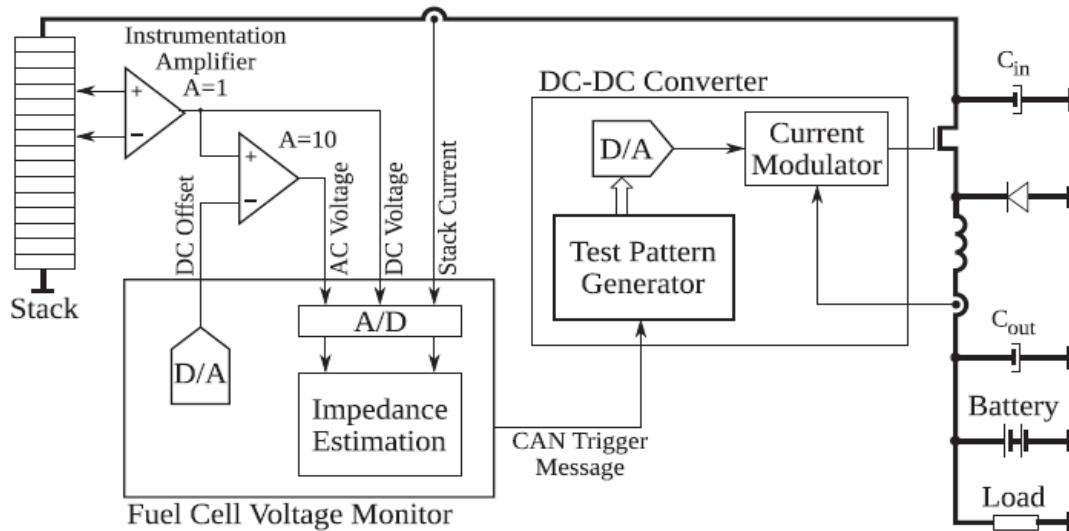 Instrumentation
Amplifier
A=1
+
−
A=10
+
−
Stack
DC Offset
AC Voltage
DC Voltage
Stack Current
A/D
D/A
Impedance
Estimation
Fuel Cell Voltage Monitor
CAN Trigger
Message
DC-DC Converter
D/A
Current
Modulator
Test Pattern
Generator
C_in
C_out
Battery
Load